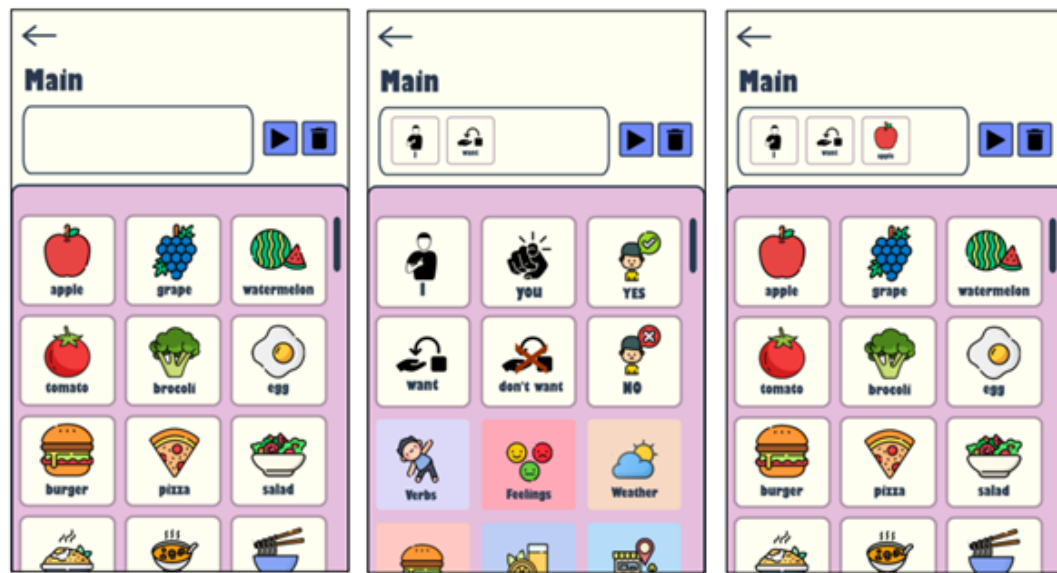 Main
apple grape watermelon
tomato brocoli egg
burger pizza salad
Main
I want
I you YES
want don't want NO
Verbs Feelings Weather
Main
I want apple
apple grape watermelon
tomato brocoli egg
burger pizza salad